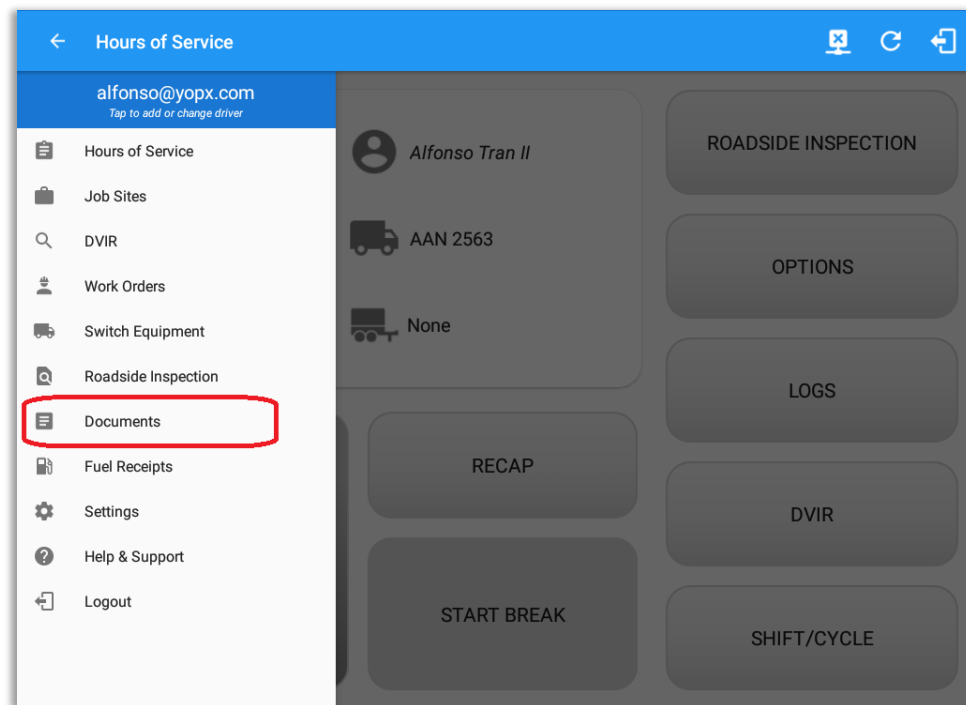 Hours of Service
alfonso@yopx.com
Tap to add or change driver
Hours of Service
Job Sites
DVIR
Work Orders
Switch Equipment
Roadside Inspection
Documents
Fuel Receipts
Settings
Help & Support
Logout
Alfonso Tran II
AAN 2563
None
RECAP
START BREAK
ROADSIDE INSPECTION
OPTIONS
LOGS
DVIR
SHIFT/CYCLE